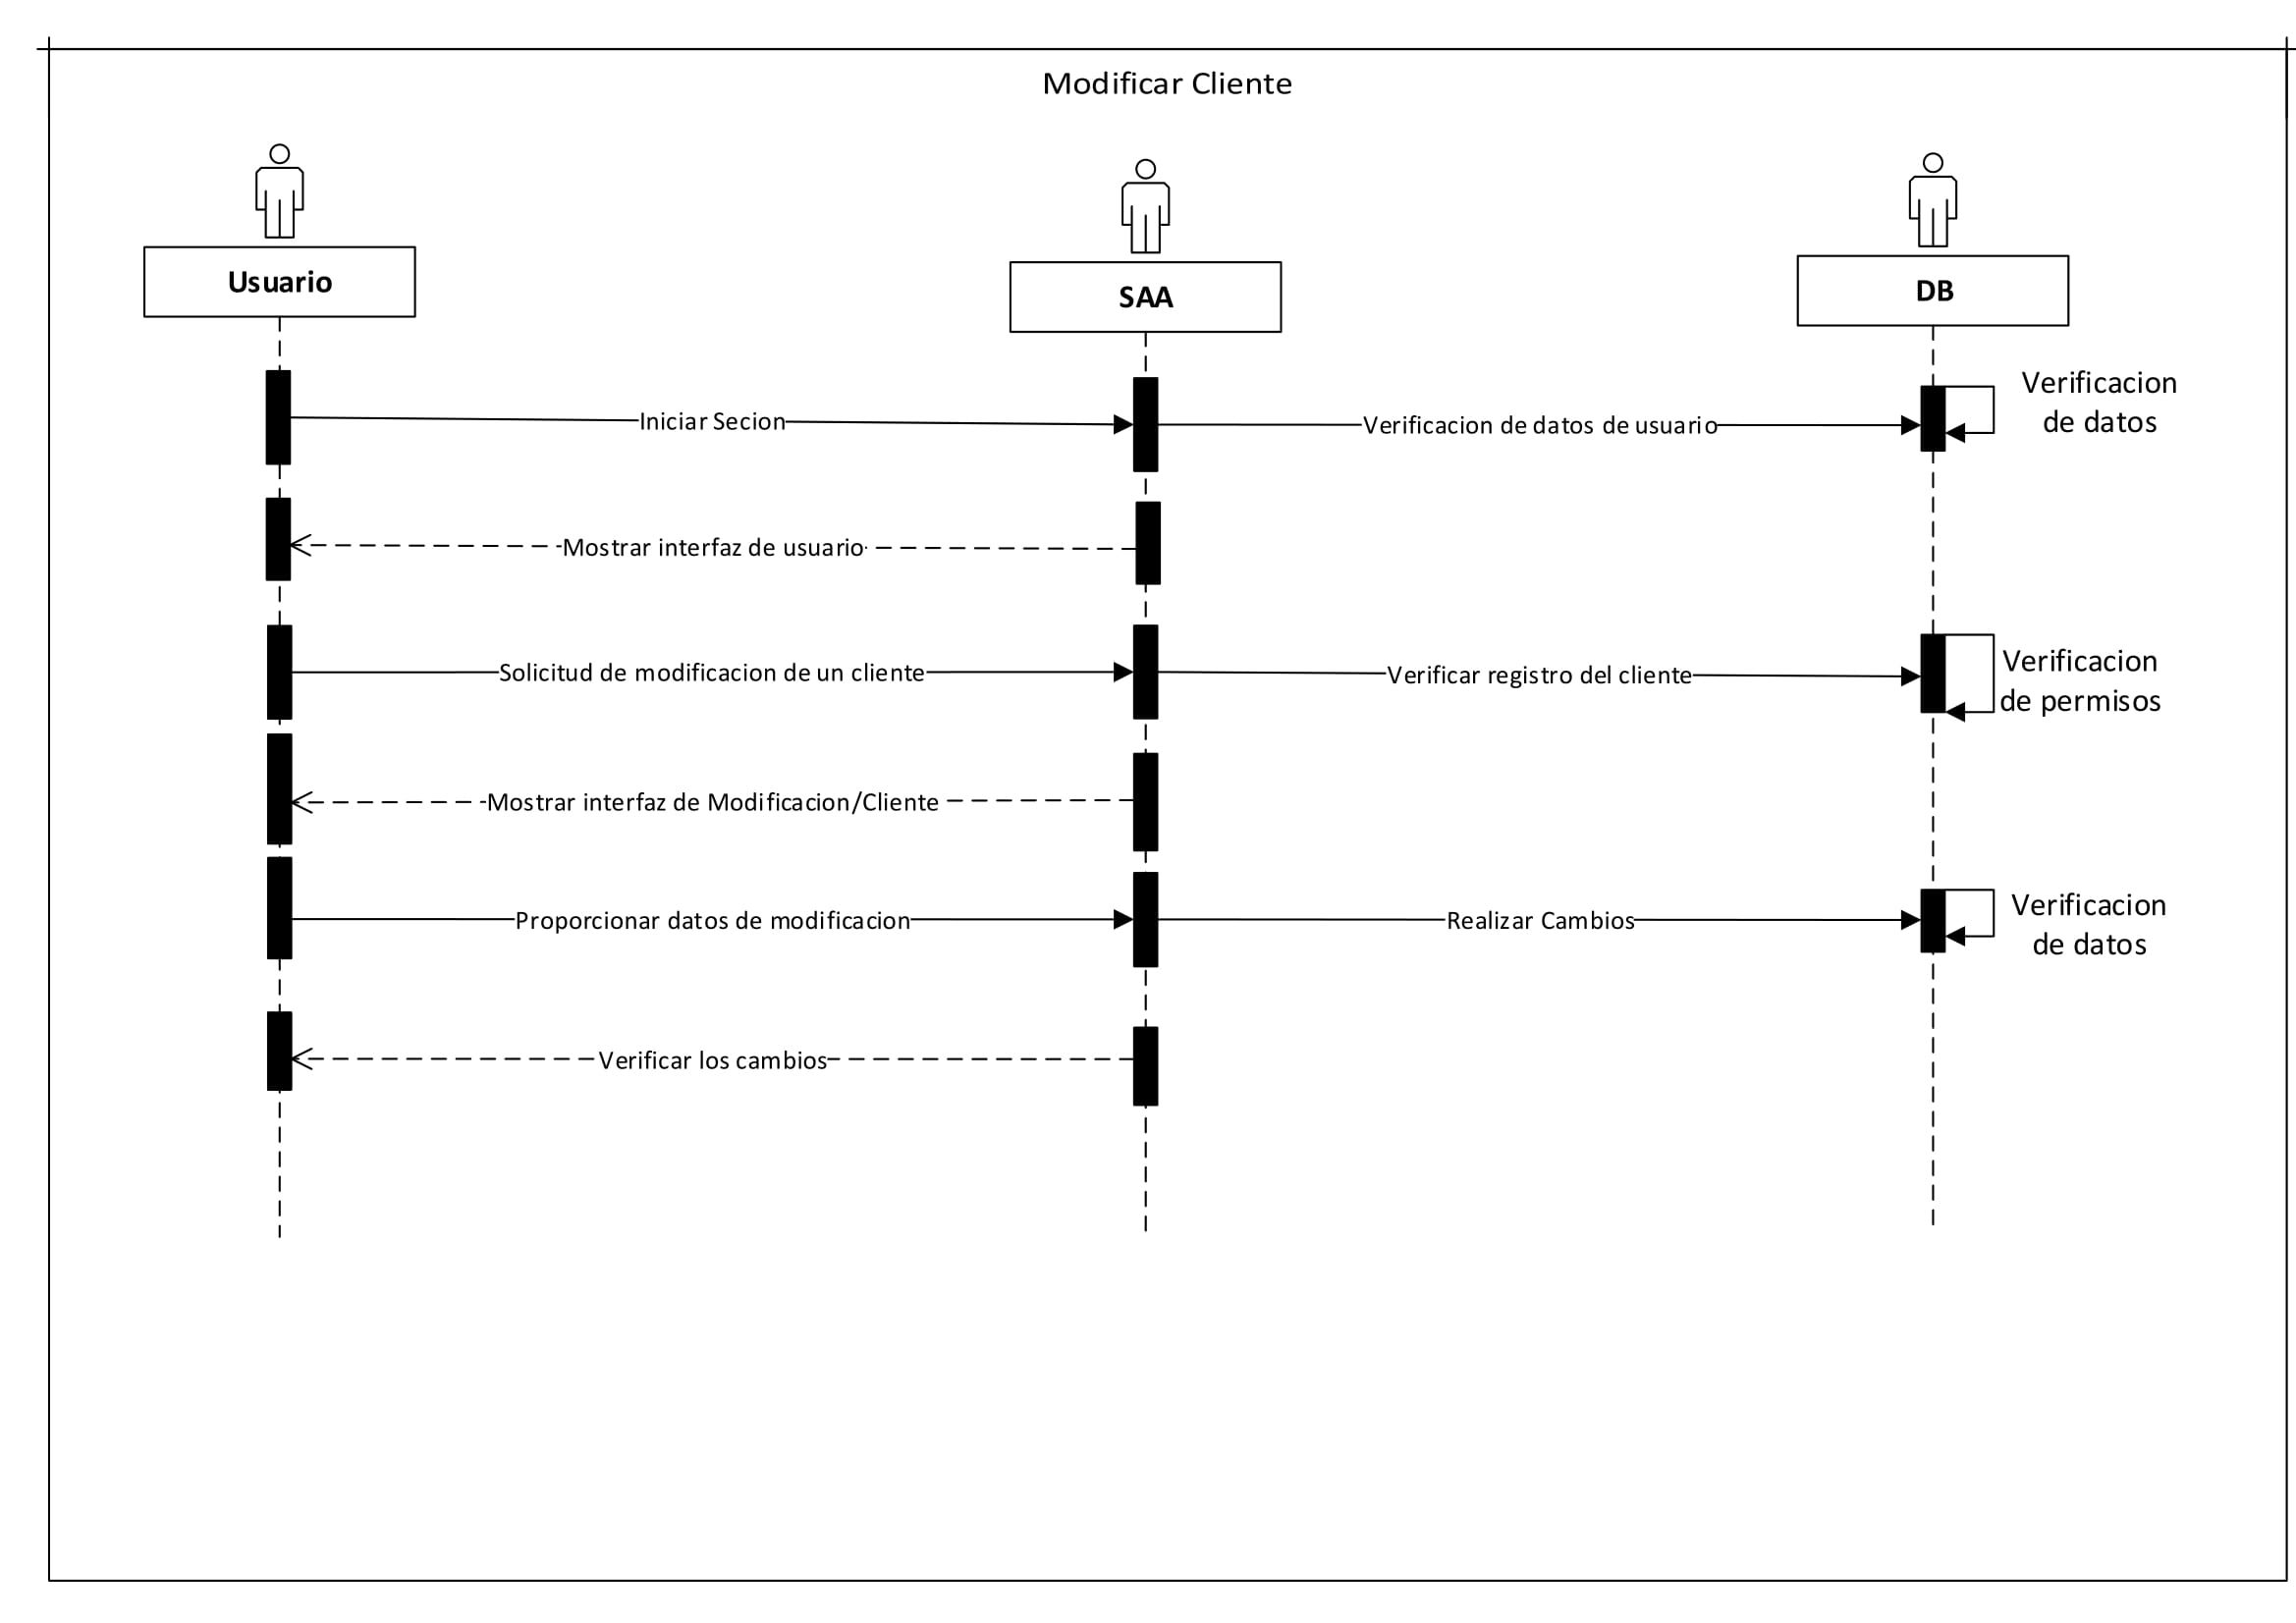 Modificar Cliente
Usuario
SAA
DB
Iniciar Secion
Verificacion de datos de usuario
Verificacion
de datos
Mostrar interfaz de usuario
Solicitud de modificacion de un cliente
Verificar registro del cliente
Verificacion
de permisos
Mostrar interfaz de Modificacion/Cliente
Proporcionar datos de modificacion
Realizar Cambios
Verificacion
de datos
Verificar los cambios